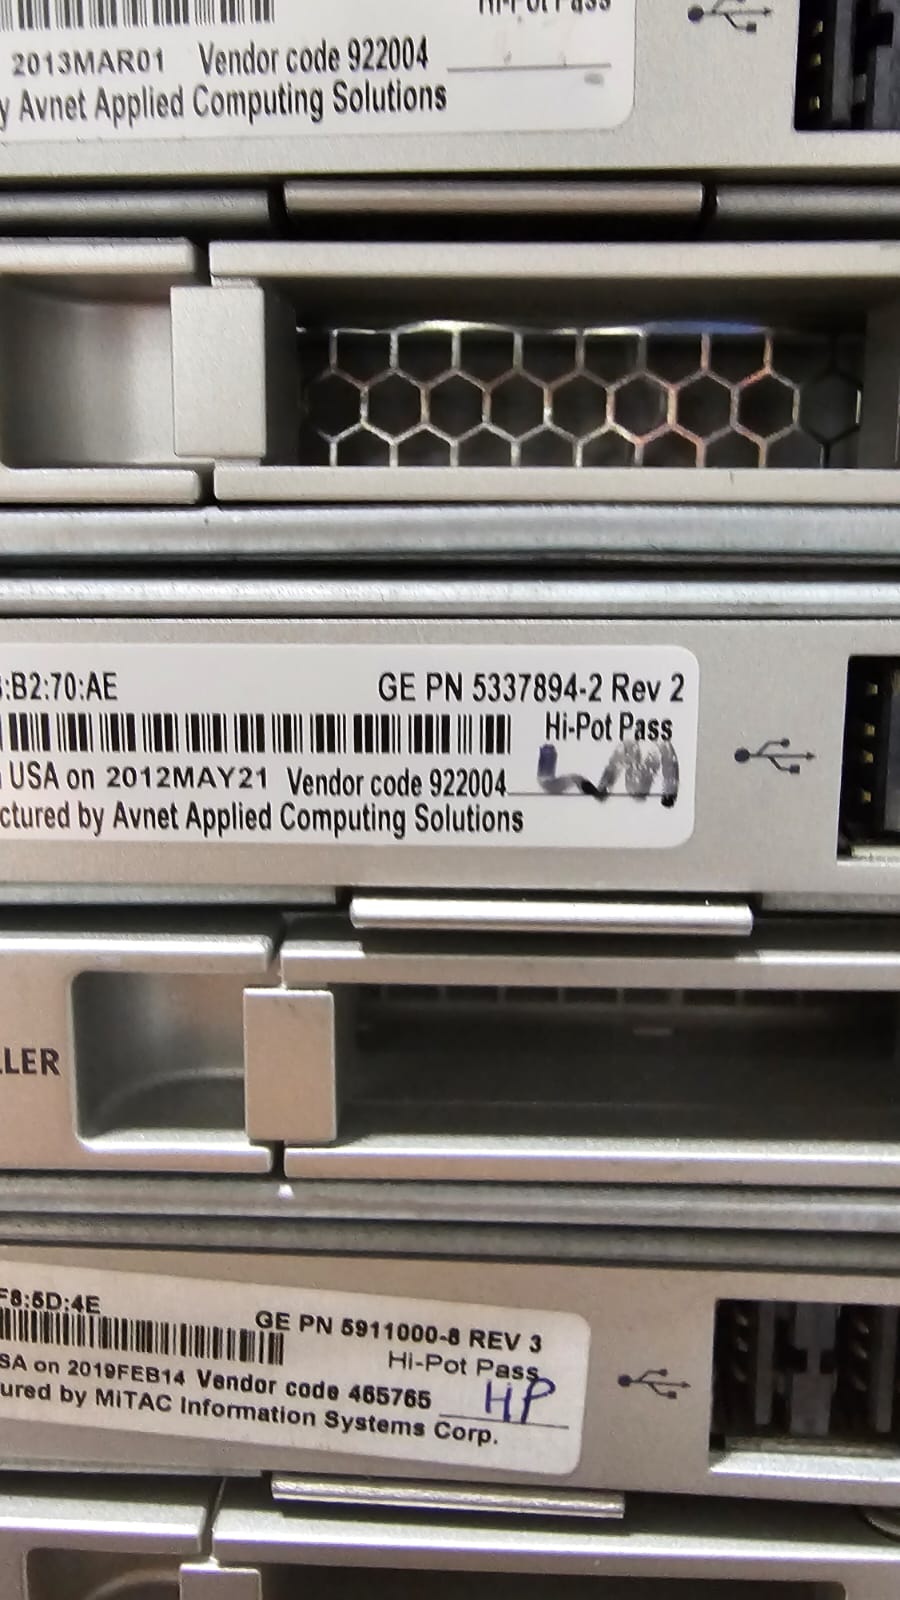 Hi-Pot Pass
2013MAR01 Vendor code 922004
y Avnet Applied Computing Solutions
:B2:70:AE GE PN 5337894-2 Rev 2
Hi-Pot Pass
USA on 2012MAY21 Vendor code 922004
ctured by Avnet Applied Computing Solutions
LLER
F8:5D:4E GE PN 5911000-8 REV 3
Hi-Pot Pass
SA on 2019FEB14 Vendor code 465765 HP
ured by MiTAC Information Systems Corp.